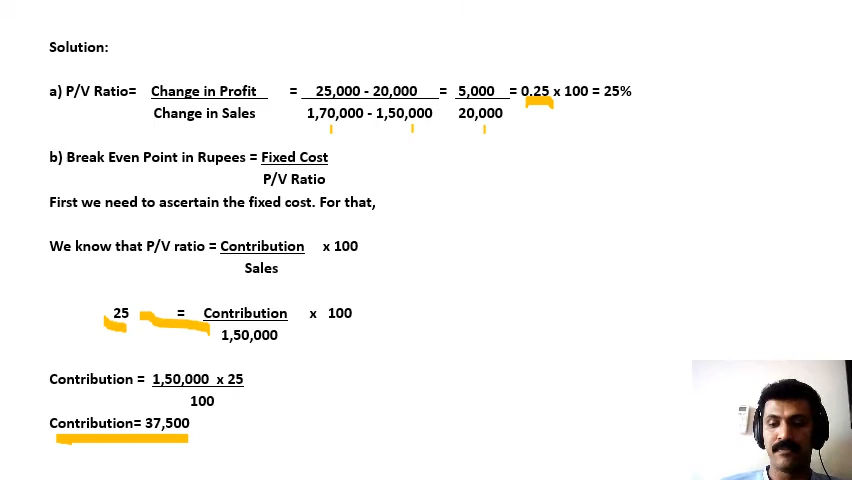 Solution:
a) P/V Ratio= Change in Profit = 25,000 - 20,000 = 5,000 = 0.25 x 100 = 25%
Change in Sales 1,70,000 - 1,50,000 20,000
b) Break Even Point in Rupees = Fixed Cost
P/V Ratio
First we need to ascertain the fixed cost. For that,
We know that P/V ratio = Contribution x 100
Sales
25 = Contribution x 100
1,50,000
Contribution = 1,50,000 x 25
100
Contribution= 37,500